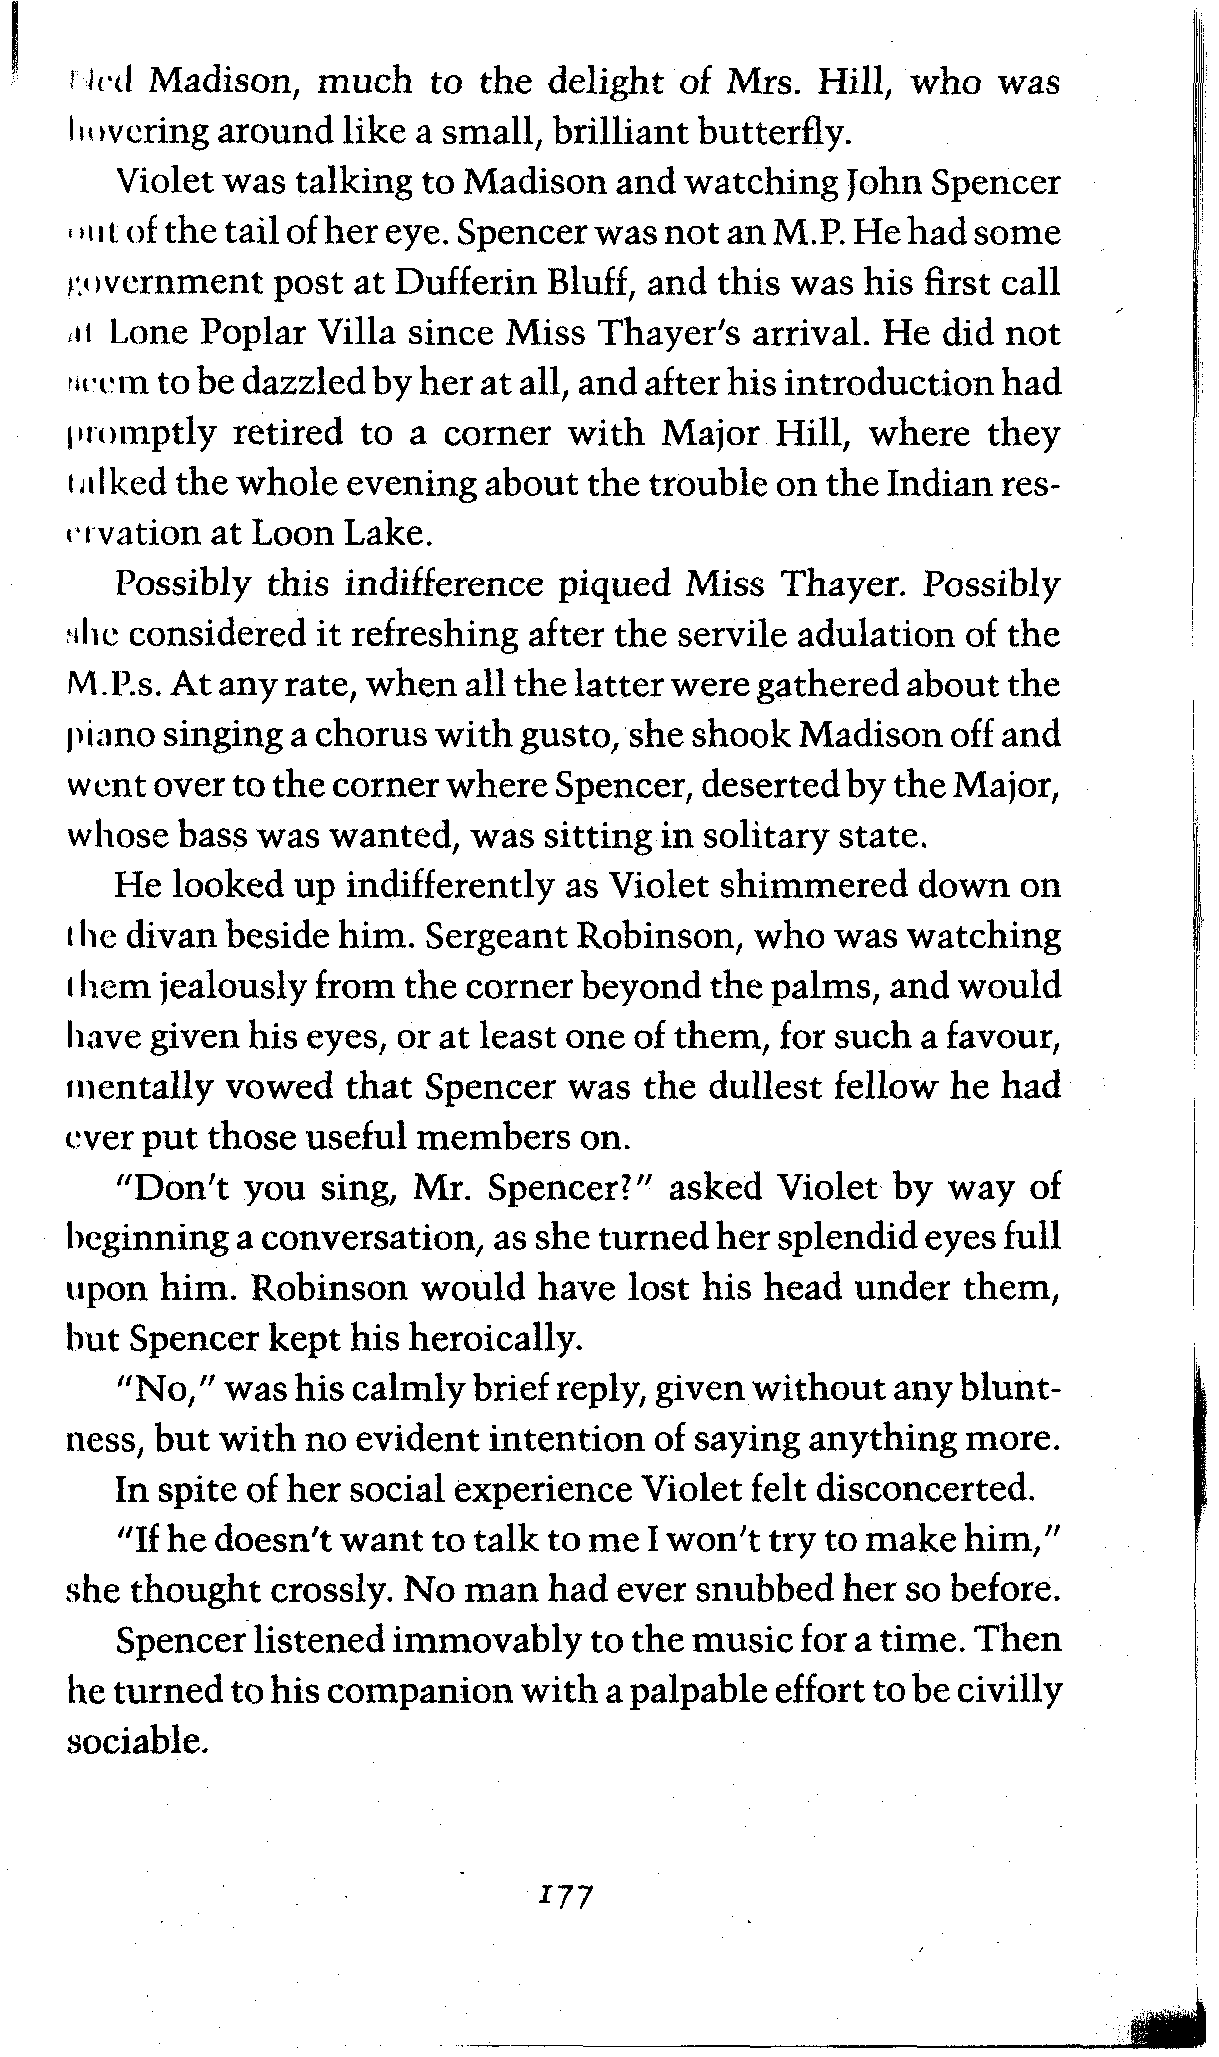 Madison, much to the delight of Mrs. Hill, who was
hovering around like a small, brilliant butterfly.
Violet was talking to Madison and watching John Spencer
out of the tail of her eye. Spencer was not an M.P. He had some
government post at Dufferin Bluff, and this was his first call
at Lone Poplar Villa since Miss Thayer's arrival. He did not
seem to be dazzled by her at all, and after his introduction had
promptly retired to a corner with Major Hill, where they
talked the whole evening about the trouble on the Indian res-
ervation at Loon Lake.
Possibly this indifference piqued Miss Thayer. Possibly
she considered it refreshing after the servile adulation of the
M.P.s. At any rate, when all the latter were gathered about the
piano singing a chorus with gusto, she shook Madison off and
went over to the corner where Spencer, deserted by the Major,
whose bass was wanted, was sitting in solitary state.
He looked up indifferently as Violet shimmered down on
the divan beside him. Sergeant Robinson, who was watching
them jealously from the corner beyond the palms, and would
have given his eyes, or at least one of them, for such a favour,
mentally vowed that Spencer was the dullest fellow he had
ever put those useful members on.
"Don't you sing, Mr. Spencer?" asked Violet by way of
beginning a conversation, as she turned her splendid eyes full
upon him. Robinson would have lost his head under them,
but Spencer kept his heroically.
"No," was his calmly brief reply, given without any blunt-
ness, but with no evident intention of saying anything more.
In spite of her social experience Violet felt disconcerted.
"If he doesn't want to talk to me I won't try to make him,"
she thought crossly. No man had ever snubbed her so before.
Spencer listened immovably to the music for a time. Then
he turned to his companion with a palpable effort to be civilly
sociable.
177